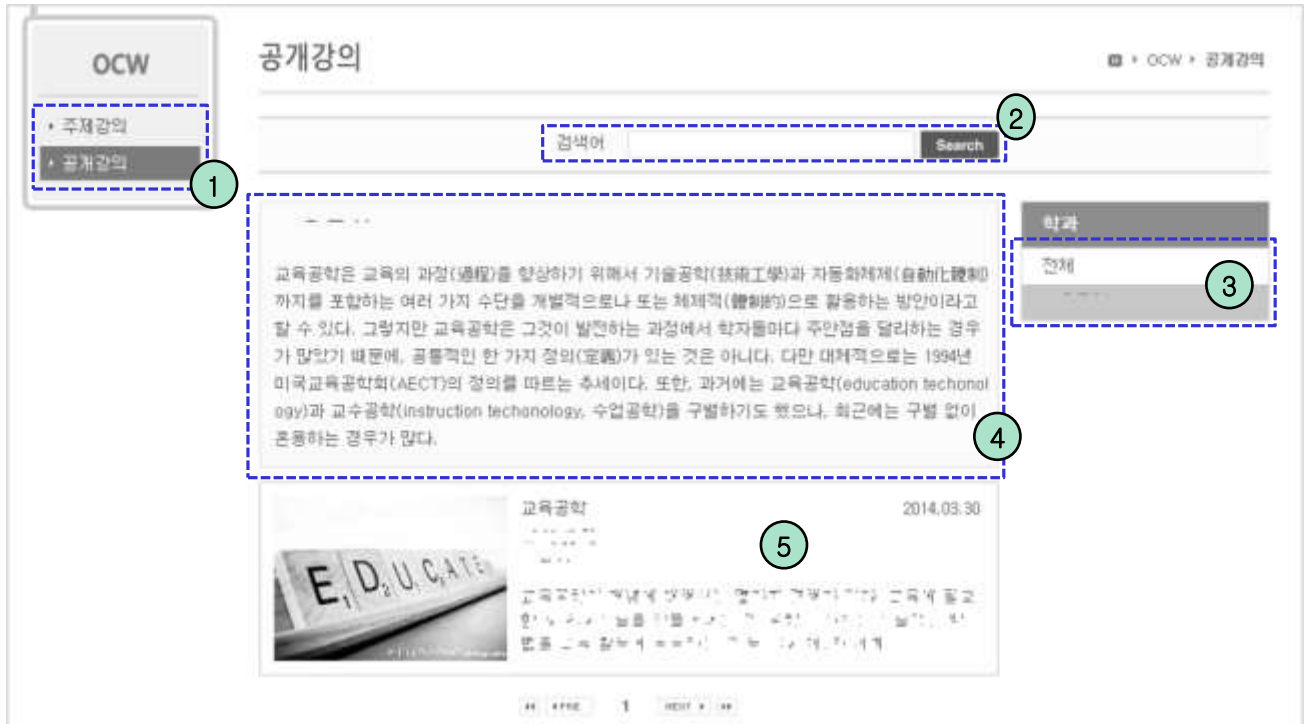 OCW
주제강의
공개강의
1
공개강의
OCW 공개강의
검색어 Search
2
교육공학은 교육의 과정(過程)을 향상하기 위해서 기술공학(技術工學)과 자동화체제(自動化體制)
까지를 포함하는 여러 가지 수단을 개별적으로나 또는 체제적(體制的)으로 활용하는 방안이라고
할 수 있다. 그렇지만 교육공학은 그것이 발전하는 과정에서 학자들마다 주안점을 달리하는 경우
가 많았기 때문에, 공통적인 한 가지 정의(定義)가 있는 것은 아니다. 다만 대체적으로는 1994년
미국교육공학회(AECT)의 정의를 따르는 추세이다. 또한, 과거에는 교육공학(education techonol
ogy)과 교수공학(instruction techonology, 수업공학)을 구별하기도 했으나, 최근에는 구별 없이
혼용하는 경우가 많다.
4
학과
전체
3
EDUCATE
교육공학 2014.03.30
5
PRE 1 NEXT